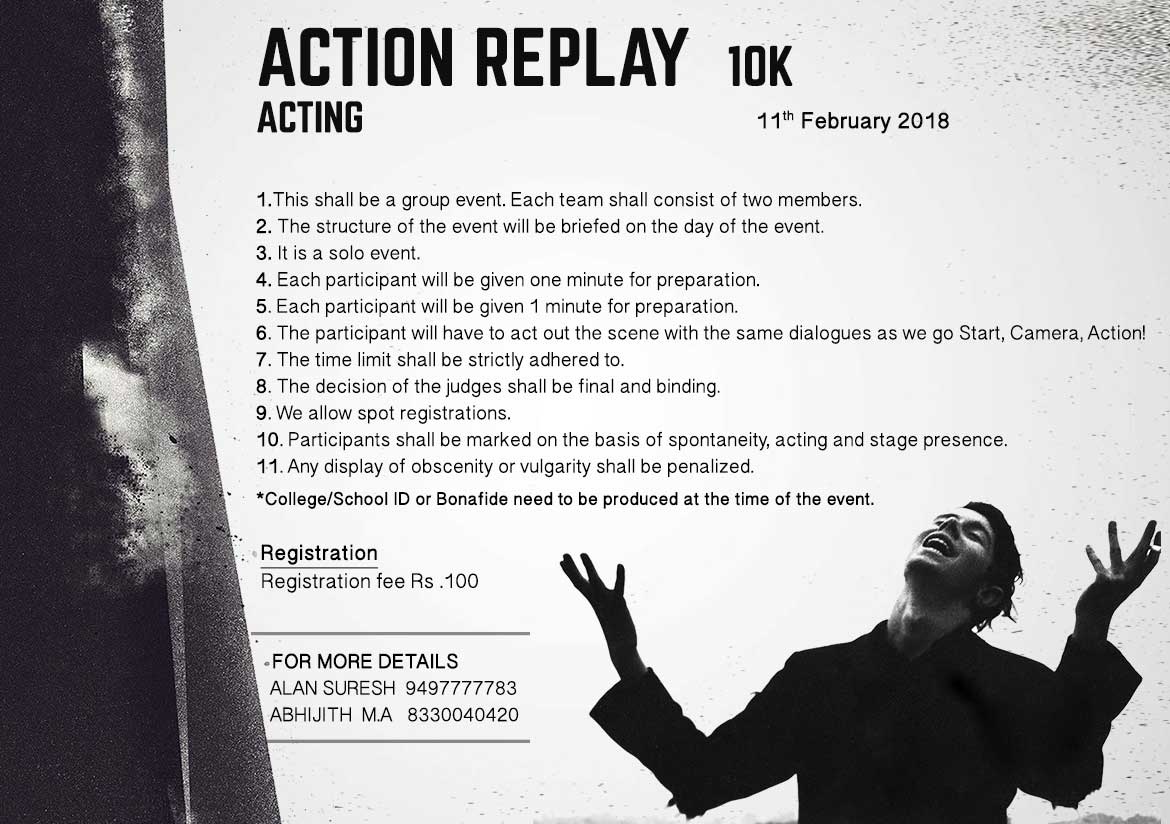 ACTION REPLAY 10K
ACTING
11th February 2018
1.This shall be a group event. Each team shall consist of two members.
2. The structure of the event will be briefed on the day of the event.
3. It is a solo event.
4. Each participant will be given one minute for preparation.
5. Each participant will be given 1 minute for preparation.
6. The participant will have to act out the scene with the same dialogues as we go Start, Camera, Action!
7. The time limit shall be strictly adhered to.
8. The decision of the judges shall be final and binding.
9. We allow spot registrations.
10. Participants shall be marked on the basis of spontaneity, acting and stage presence.
11. Any display of obscenity or vulgarity shall be penalized.
*College/School ID or Bonafide need to be produced at the time of the event.
Registration
Registration fee Rs .100
FOR MORE DETAILS
ALAN SURESH 9497777783
ABHIJITH M.A 8330040420